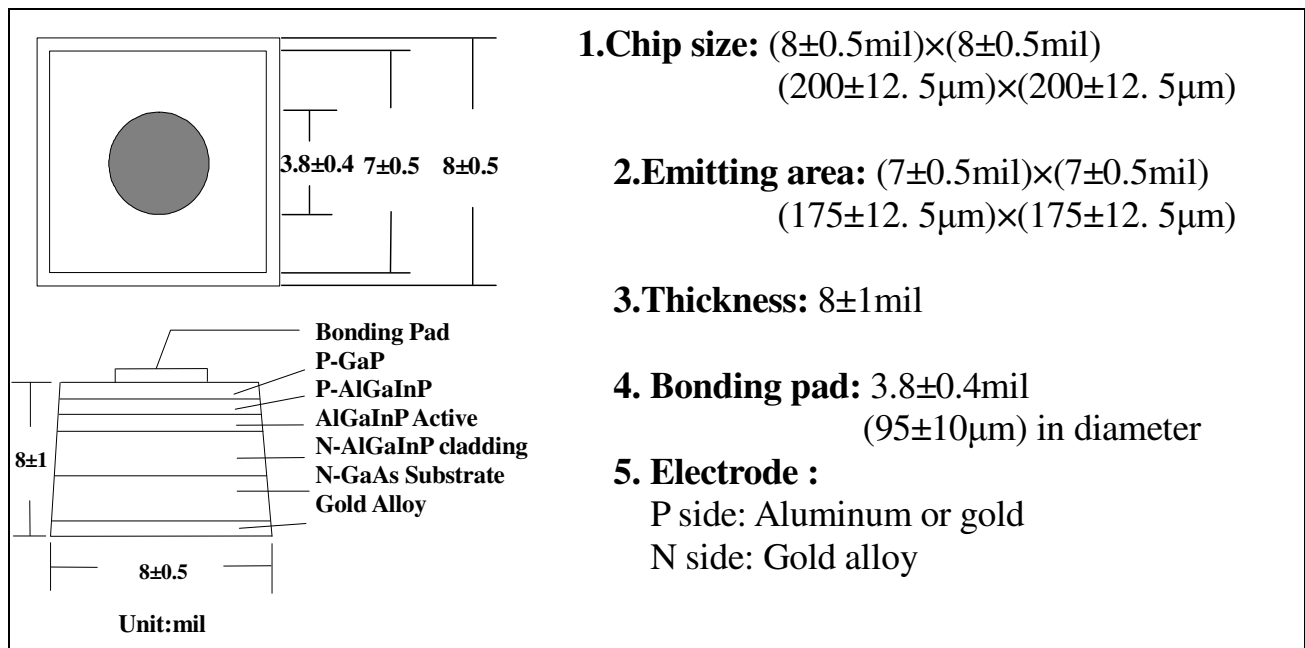 3.8±0.4 7±0.5 8±0.5
Bonding Pad
P-GaP
P-AlGaInP
AlGaInP Active
N-AlGaInP cladding
N-GaAs Substrate
Gold Alloy
8±1
8±0.5
Unit:mil
1.Chip size: (8±0.5mil)×(8±0.5mil)
(200±12. 5μm)×(200±12. 5μm)
2.Emitting area: (7±0.5mil)×(7±0.5mil)
(175±12. 5μm)×(175±12. 5μm)
3.Thickness: 8±1mil
4. Bonding pad: 3.8±0.4mil
(95±10μm) in diameter
5. Electrode :
P side: Aluminum or gold
N side: Gold alloy